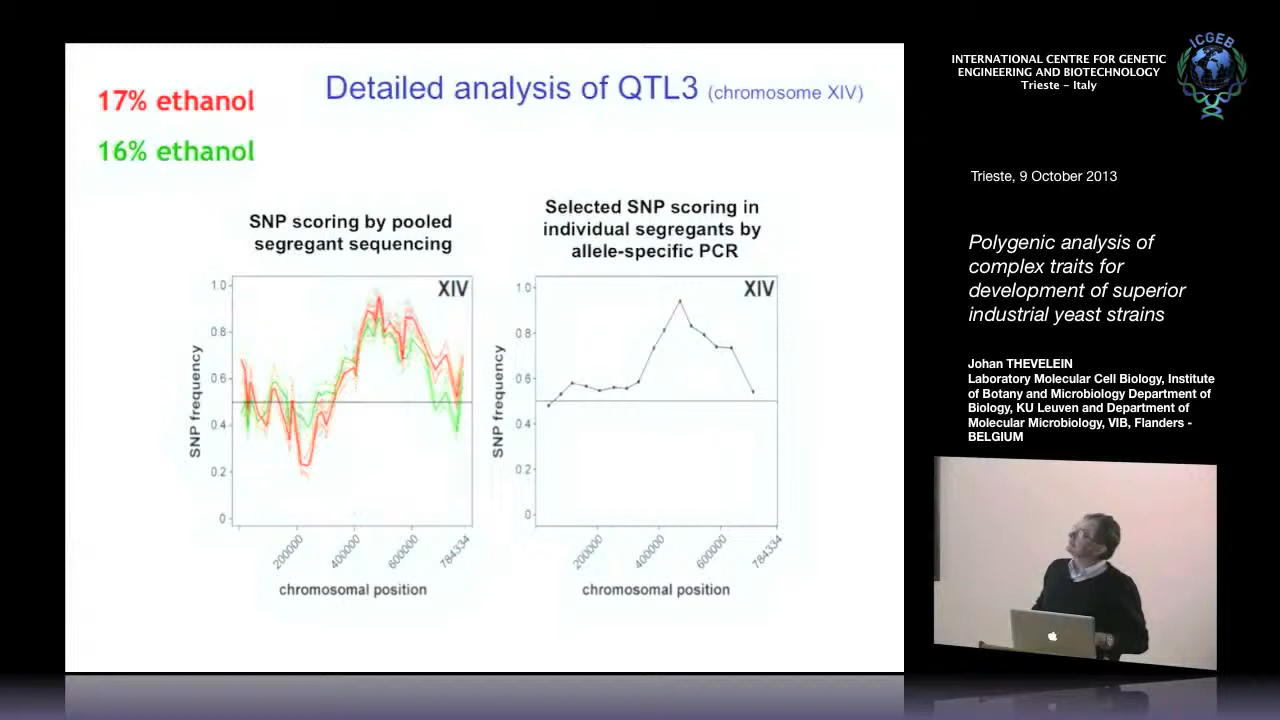 17% ethanol
16% ethanol
Detailed analysis of QTL3 (chromosome XIV)
SNP scoring by pooled
segregant sequencing
XIV
SNP frequency
1.0
0.8
0.6
0.4
0.2
0
200000
400000
600000
784334
chromosomal position
Selected SNP scoring in
individual segregants by
allele-specific PCR
XIV
SNP frequency
1.0
0.8
0.6
0.4
0.2
0
200000
400000
600000
784334
chromosomal position
INTERNATIONAL CENTRE FOR GENETIC
ENGINEERING AND BIOTECHNOLOGY
Trieste - Italy
ICGEB
Trieste, 9 October 2013
Polygenic analysis of
complex traits for
development of superior
industrial yeast strains
Johan THEVELEIN
Laboratory Molecular Cell Biology, Institute
of Botany and Microbiology Department of
Biology, KU Leuven and Department of
Molecular Microbiology, VIB, Flanders -
BELGIUM